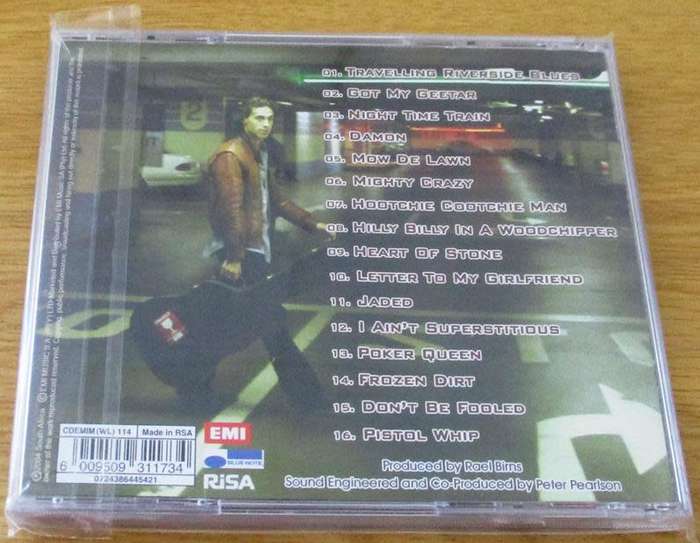 01. Travelling Riverside Blues
02. Got My Geetar
03. Night Time Train
04. Damon
05. Mow De Lawn
06. Mighty Crazy
07. Hootchie Cootchie Man
08. Hilly Billy In A Woodchipper
09. Heart Of Stone
10. Letter To My Girlfriend
11. Jaded
12. I Ain't Superstitious
13. Poker Queen
14. Frozen Dirt
15. Don't Be Fooled
16. Pistol Whip
Produced by Rael Birns
Sound Engineered and Co-Produced by Peter Pearlson
CDEMIM (WL) 114 Made in RSA
6 009509 311734
0724386445421
EMI
BLUE NOTE
RiSA
2